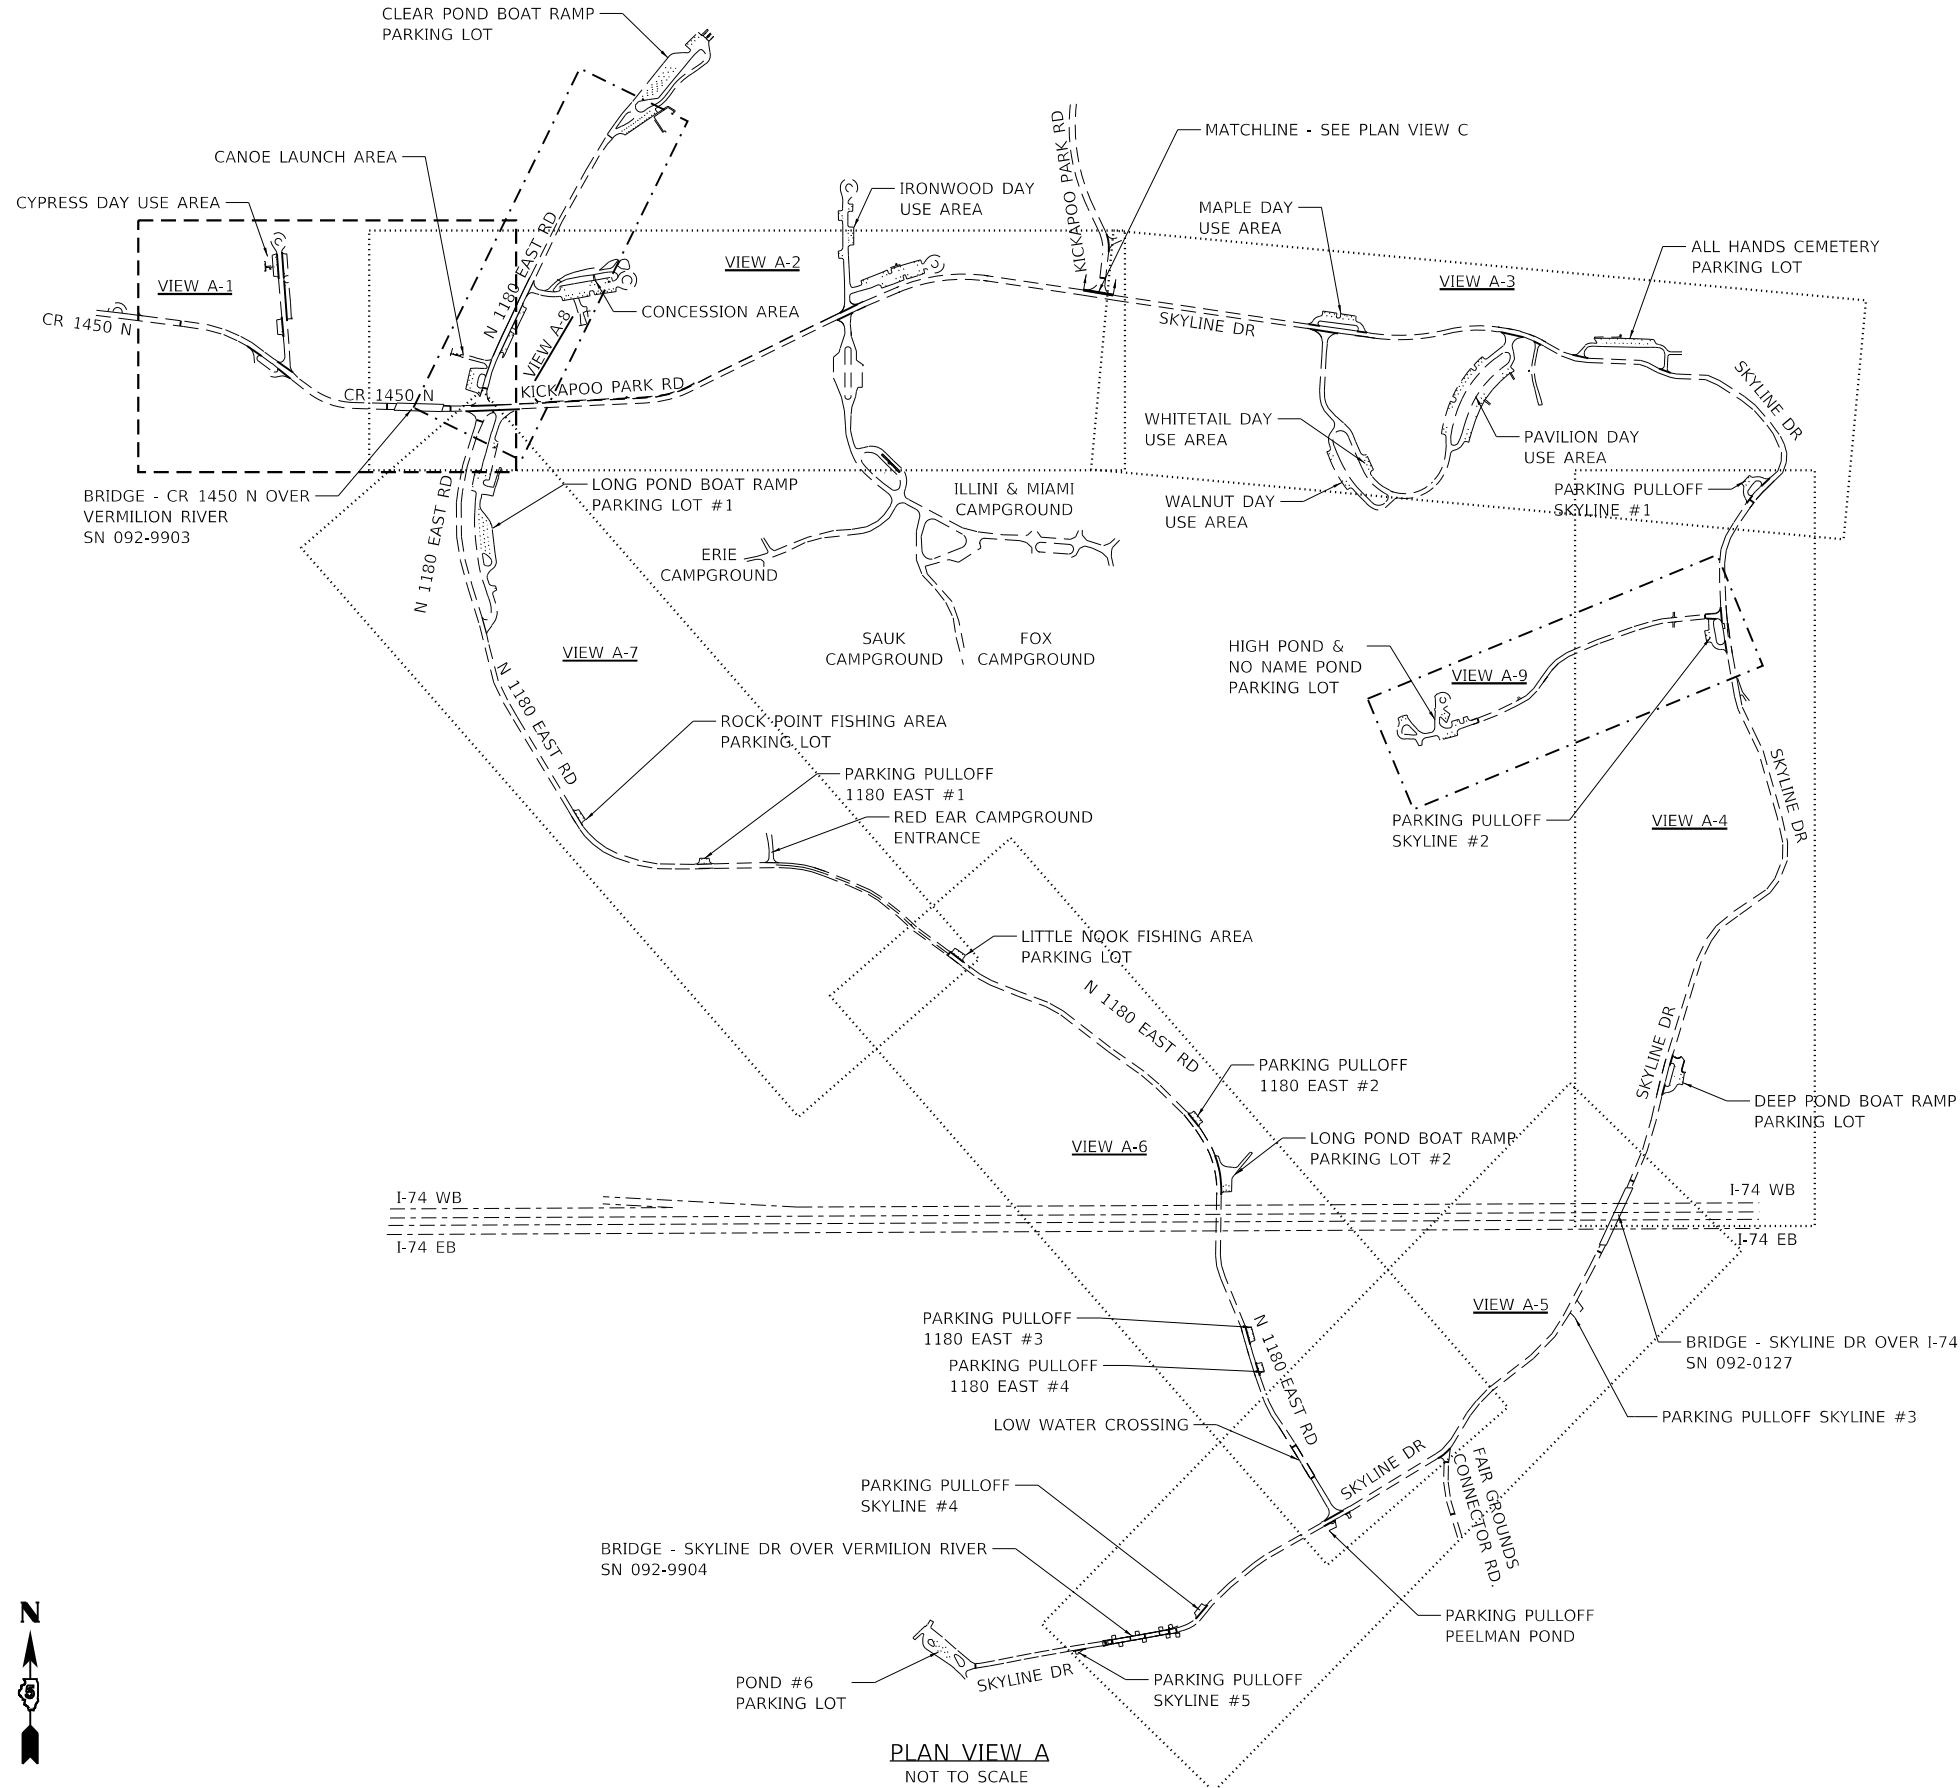 CLEAR POND BOAT RAMP
PARKING LOT
CANOE LAUNCH AREA
CYPRESS DAY USE AREA
VIEW A-1
CR 1450 N
CR 1450 N
N 1180 EAST RD
VIEW A-8
CONCESSION AREA
KICKAPOO PARK RD
VIEW A-2
IRONWOOD DAY
USE AREA
KICKAPOO PARK RD
MATCHLINE - SEE PLAN VIEW C
MAPLE DAY
USE AREA
VIEW A-3
ALL HANDS CEMETERY
PARKING LOT
SKYLINE DR
SKYLINE DR
WHITETAIL DAY
USE AREA
PAVILION DAY
USE AREA
WALNUT DAY
USE AREA
PARKING PULLOFF
SKYLINE #1
BRIDGE - CR 1450 N OVER
VERMILION RIVER
SN 092-9903
N 1180 EAST RD
LONG POND BOAT RAMP
PARKING LOT #1
ILLINI & MIAMI
CAMPGROUND
ERIE
CAMPGROUND
SAUK
CAMPGROUND
FOX
CAMPGROUND
VIEW A-7
HIGH POND &
NO NAME POND
PARKING LOT
VIEW A-9
N 1180 EAST RD
ROCK POINT FISHING AREA
PARKING LOT
PARKING PULLOFF
1180 EAST #1
RED EAR CAMPGROUND
ENTRANCE
PARKING PULLOFF
SKYLINE #2
SKYLINE DR
VIEW A-4
LITTLE NOOK FISHING AREA
PARKING LOT
N 1180 EAST RD
SKYLINE DR
PARKING PULLOFF
1180 EAST #2
DEEP POND BOAT RAMP
PARKING LOT
VIEW A-6
LONG POND BOAT RAMP
PARKING LOT #2
I-74 WB
I-74 WB
I-74 EB
I-74 EB
VIEW A-5
PARKING PULLOFF
1180 EAST #3
N 1180 EAST RD
BRIDGE - SKYLINE DR OVER I-74
SN 092-0127
PARKING PULLOFF
1180 EAST #4
LOW WATER CROSSING
PARKING PULLOFF SKYLINE #3
SKYLINE DR
FAIR GROUNDS
CONNECTOR RD.
PARKING PULLOFF
SKYLINE #4
BRIDGE - SKYLINE DR OVER VERMILION RIVER
SN 092-9904
PARKING PULLOFF
PEELMAN POND
POND #6
PARKING LOT
SKYLINE DR
PARKING PULLOFF
SKYLINE #5
N
5
PLAN VIEW A
NOT TO SCALE